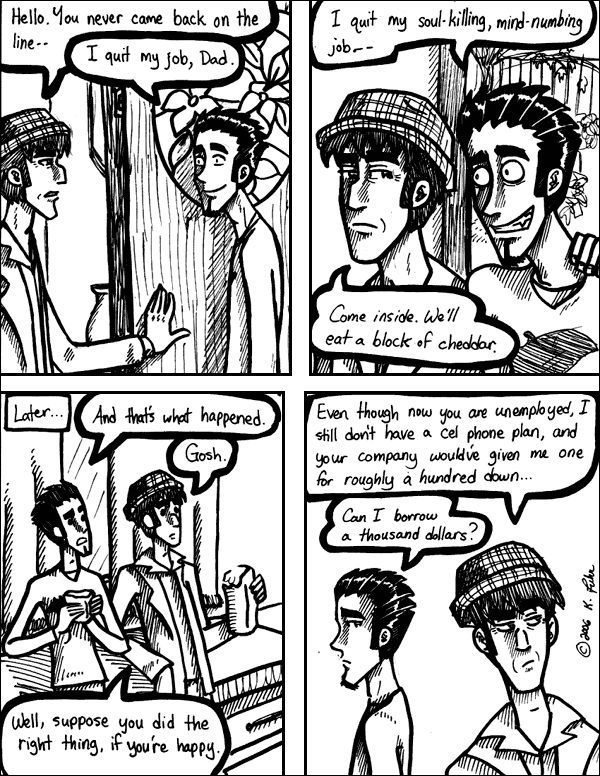 Hello. You never came back on the
line--
I quit my job, Dad.
I quit my soul-killing, mind-numbing
job--
Come inside. We'll
eat a block of cheddar.
Later...
And that's what happened.
Gosh.
Well, suppose you did the
right thing, if you're happy.
Even though now you are unemployed, I
still don't have a cel phone plan, and
your company would've given me one
for roughly a hundred down...
Can I borrow
a thousand dollars?
© 2006 K.